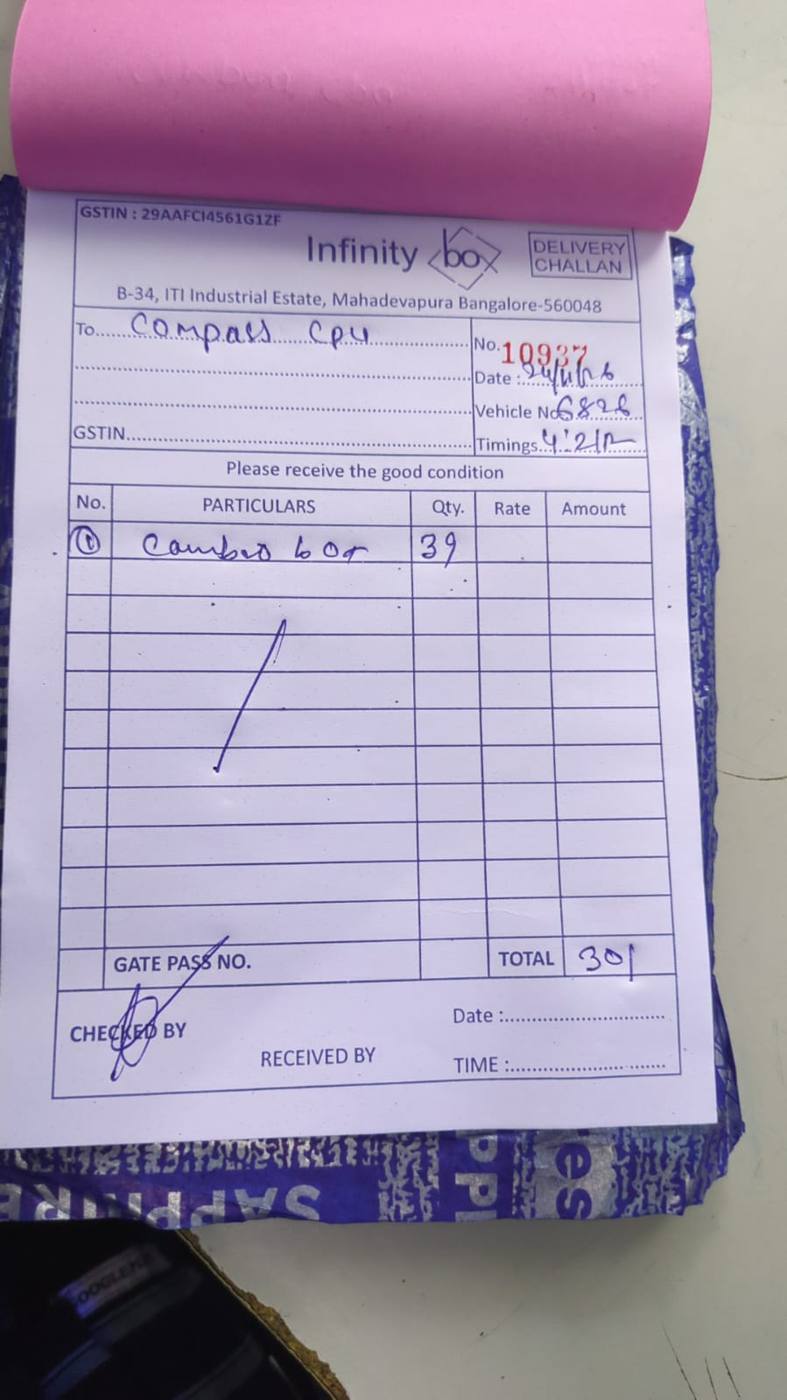 GSTIN : 29AAFCI4561G1ZF
Infinity box
DELIVERY CHALLAN
B-34, ITI Industrial Estate, Mahadevapura Bangalore-560048
To Compass Cpu
No. 10937
Date :
Vehicle No 6826
GSTIN
Timings
Please receive the good condition
No. PARTICULARS Qty. Rate Amount
1 39
GATE PASS NO. TOTAL
CHECKED BY
Date :
RECEIVED BY
TIME :
SAPPHIRE